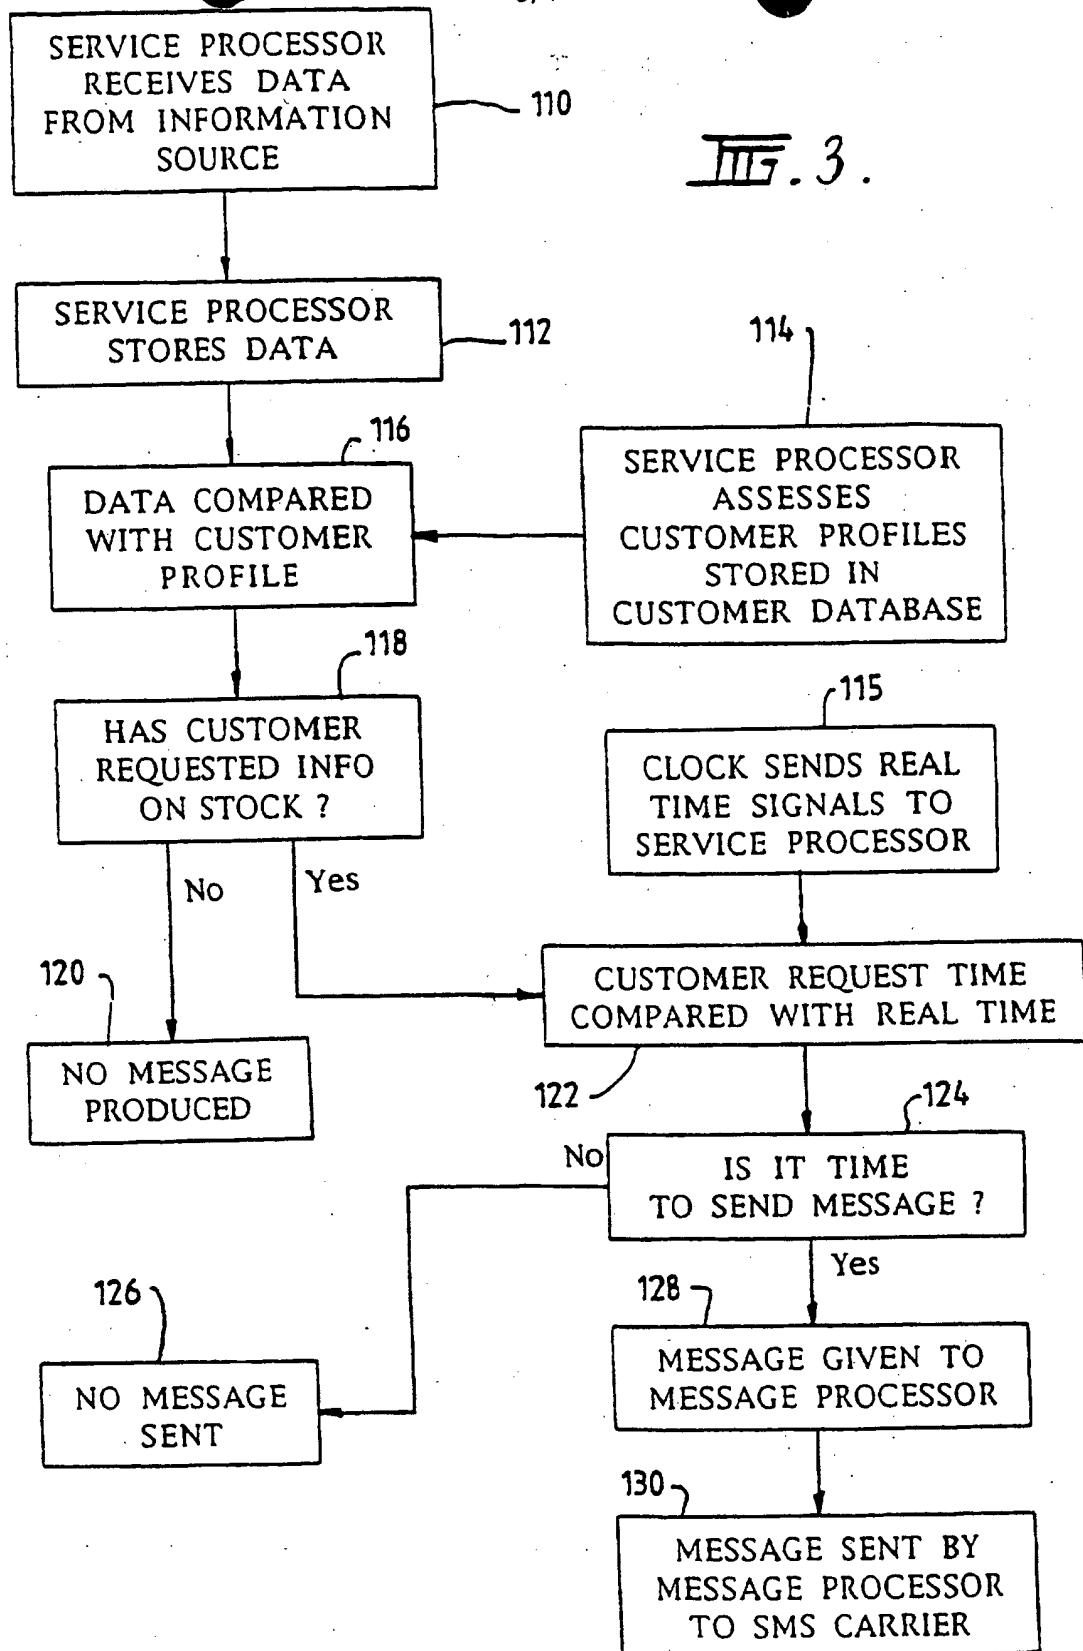 SERVICE PROCESSOR
RECEIVES DATA
FROM INFORMATION
SOURCE
110
FIG. 3.
SERVICE PROCESSOR
STORES DATA
112
114
116
DATA COMPARED
WITH CUSTOMER
PROFILE
SERVICE PROCESSOR
ASSESSES
CUSTOMER PROFILES
STORED IN
CUSTOMER DATABASE
118
HAS CUSTOMER
REQUESTED INFO
ON STOCK ?
115
CLOCK SENDS REAL
TIME SIGNALS TO
SERVICE PROCESSOR
No
Yes
120
NO MESSAGE
PRODUCED
CUSTOMER REQUEST TIME
COMPARED WITH REAL TIME
122
124
IS IT TIME
TO SEND MESSAGE ?
No
Yes
126
NO MESSAGE
SENT
128
MESSAGE GIVEN TO
MESSAGE PROCESSOR
130
MESSAGE SENT BY
MESSAGE PROCESSOR
TO SMS CARRIER